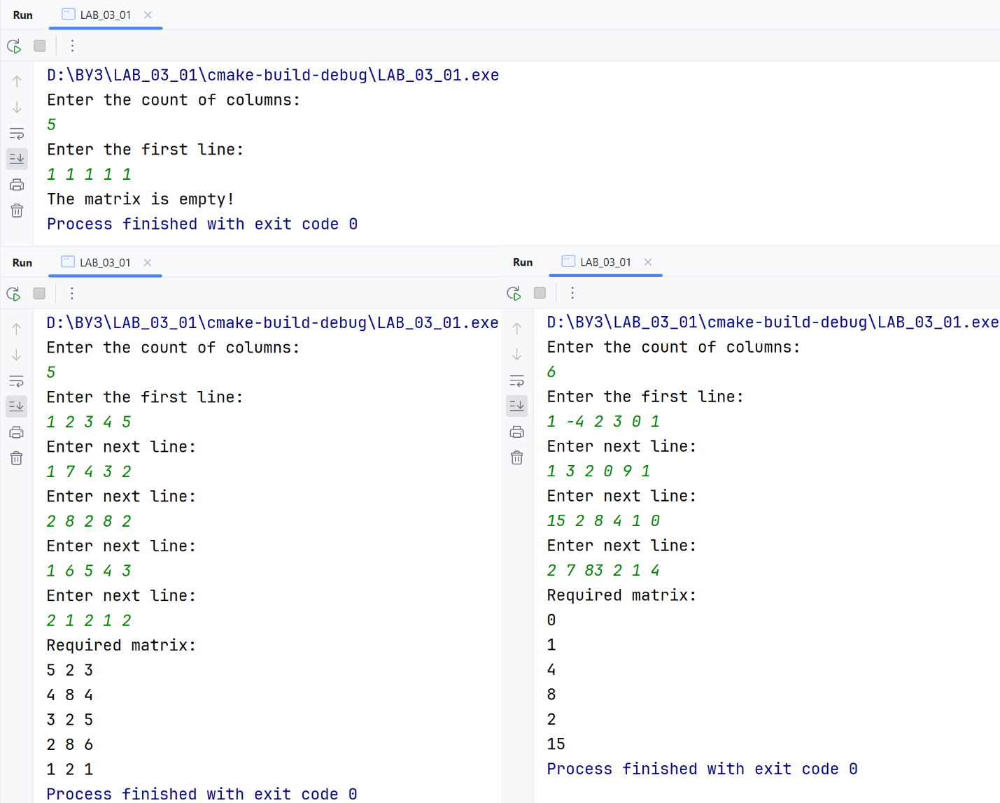 Run LAB_03_01
D:\ВУЗ\LAB_03_01\cmake-build-debug\LAB_03_01.exe
Enter the count of columns:
5
Enter the first line:
1 1 1 1 1
The matrix is empty!
Process finished with exit code 0
Run LAB_03_01
D:\ВУЗ\LAB_03_01\cmake-build-debug\LAB_03_01.exe
Enter the count of columns:
5
Enter the first line:
1 2 3 4 5
Enter next line:
1 7 4 3 2
Enter next line:
2 8 2 8 2
Enter next line:
1 6 5 4 3
Enter next line:
2 1 2 1 2
Required matrix:
5 2 3
4 8 4
3 2 5
2 8 6
1 2 1
Process finished with exit code 0
Run LAB_03_01
D:\ВУЗ\LAB_03_01\cmake-build-debug\LAB_03_01.exe
Enter the count of columns:
6
Enter the first line:
1 -4 2 3 0 1
Enter next line:
1 3 2 0 9 1
Enter next line:
15 2 8 4 1 0
Enter next line:
2 7 83 2 1 4
Required matrix:
0
1
4
8
2
15
Process finished with exit code 0